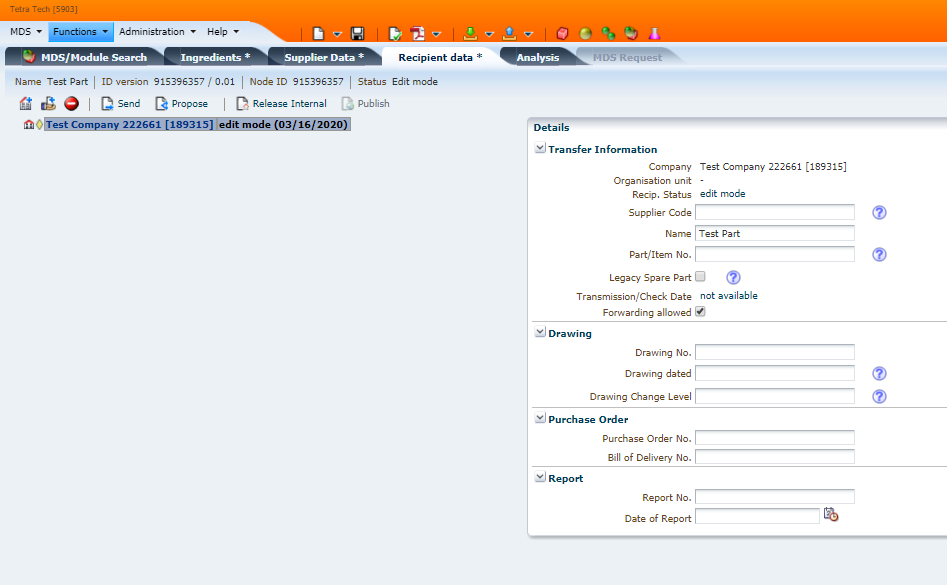 Tetra Tech [5903]
MDS Functions Administration Help
MDS/Module Search Ingredients * Supplier Data * Recipient data * Analysis MDS Request
Name Test Part ID version 915396357 / 0.01 Node ID 915396357 Status Edit mode
Send Propose Release Internal Publish
Test Company 222661 [189315] edit mode (03/16/2020)
Details
Transfer Information
Company Test Company 222661 [189315]
Organisation unit -
Recip. Status edit mode
Supplier Code
Name Test Part
Part/Item No.
Legacy Spare Part
Transmission/Check Date not available
Forwarding allowed
Drawing
Drawing No.
Drawing dated
Drawing Change Level
Purchase Order
Purchase Order No.
Bill of Delivery No.
Report
Report No.
Date of Report